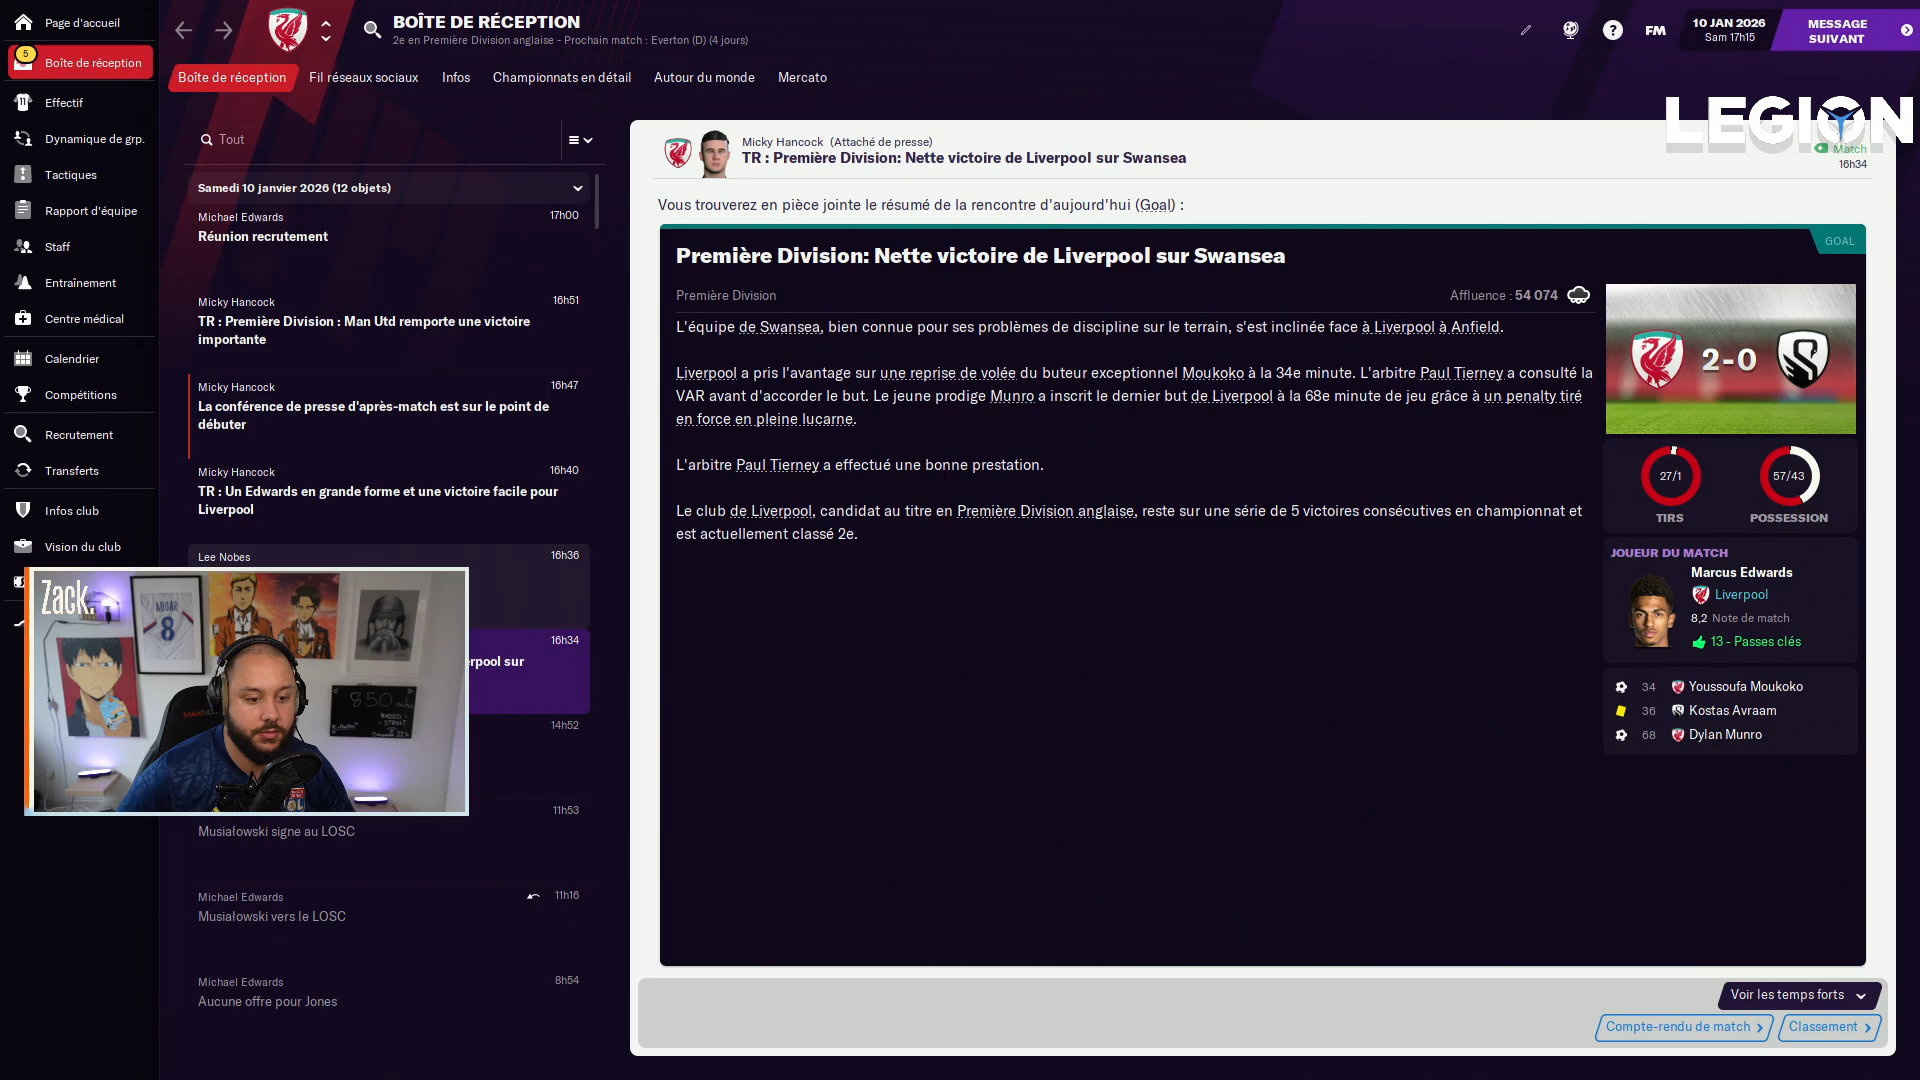 Page d'accueil
5
Boîte de réception
Effectif
Dynamique de grp.
Tactiques
Rapport d'équipe
Staff
Entraînement
Centre médical
Calendrier
Compétitions
Recrutement
Transferts
Infos club
Vision du club
BOÎTE DE RÉCEPTION
2e en Première Division anglaise - Prochain match : Everton (D) (4 jours)
FM
10 JAN 2026
Sam 17h15
MESSAGE
SUIVANT
Boîte de réception
Fil réseaux sociaux
Infos
Championnats en détail
Autour du monde
Mercato
LEGION
Tout
Samedi 10 janvier 2026 (12 objets)
Michael Edwards 17h00
Réunion recrutement
Micky Hancock 16h51
TR : Première Division : Man Utd remporte une victoire
importante
Micky Hancock 16h47
La conférence de presse d'après-match est sur le point de
débuter
Micky Hancock 16h40
TR : Un Edwards en grande forme et une victoire facile pour
Liverpool
Lee Nobes 16h36
16h34
rpool sur
14h52
11h53
Musialowski signe au LOSC
Michael Edwards 11h16
Musialowski vers le LOSC
Michael Edwards 8h54
Aucune offre pour Jones
Zack.
AOUAR
8
850
RADIO
STREET
Micky Hancock (Attaché de presse)
TR : Première Division: Nette victoire de Liverpool sur Swansea
Match
16h34
Vous trouverez en pièce jointe le résumé de la rencontre d'aujourd'hui (Goal) :
GOAL
Première Division: Nette victoire de Liverpool sur Swansea
Première Division
Affluence : 54 074
L'équipe de Swansea, bien connue pour ses problèmes de discipline sur le terrain, s'est inclinée face à Liverpool à Anfield.
Liverpool a pris l'avantage sur une reprise de volée du buteur exceptionnel Moukoko à la 34e minute. L'arbitre Paul Tierney a consulté la
VAR avant d'accorder le but. Le jeune prodige Munro a inscrit le dernier but de Liverpool à la 68e minute de jeu grâce à un penalty tiré
en force en pleine lucarne.
L'arbitre Paul Tierney a effectué une bonne prestation.
Le club de Liverpool, candidat au titre en Première Division anglaise, reste sur une série de 5 victoires consécutives en championnat et
est actuellement classé 2e.
2-0
27/1
TIRS
57/43
POSSESSION
JOUEUR DU MATCH
Marcus Edwards
Liverpool
8,2 Note de match
13 - Passes clés
34 Youssoufa Moukoko
36 Kostas Avraam
68 Dylan Munro
Voir les temps forts
Compte-rendu de match
Classement